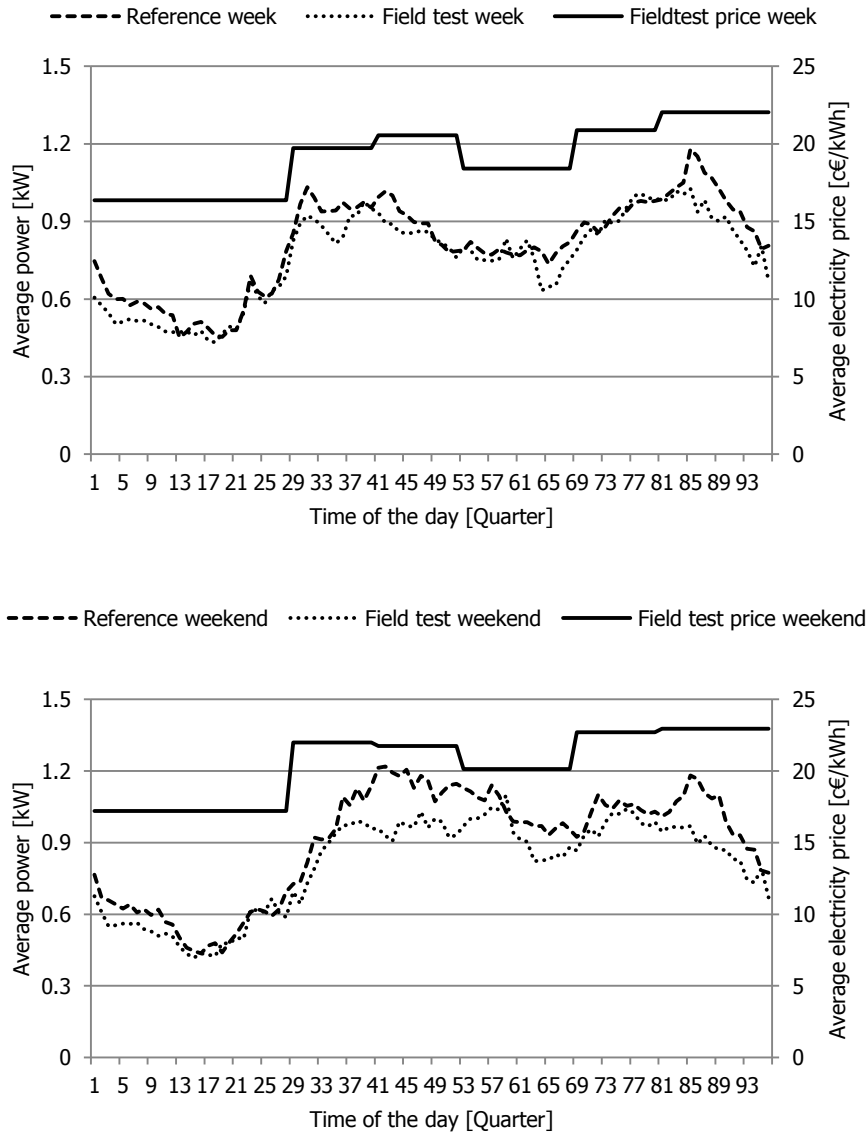 Reference week Field test week Fieldtest price week
1.5 25
1.2 20
0.9 15
0.6 10
0.3 5
0 0
Average power [kW]
Average electricity price [c€/kWh]
1 5 9 13 17 21 25 29 33 37 41 45 49 53 57 61 65 69 73 77 81 85 89 93
Time of the day [Quarter]
Reference weekend Field test weekend Field test price weekend
1.5 25
1.2 20
0.9 15
0.6 10
0.3 5
0 0
Average power [kW]
Average electricity price [c€/kWh]
1 5 9 13 17 21 25 29 33 37 41 45 49 53 57 61 65 69 73 77 81 85 89 93
Time of the day [Quarter]